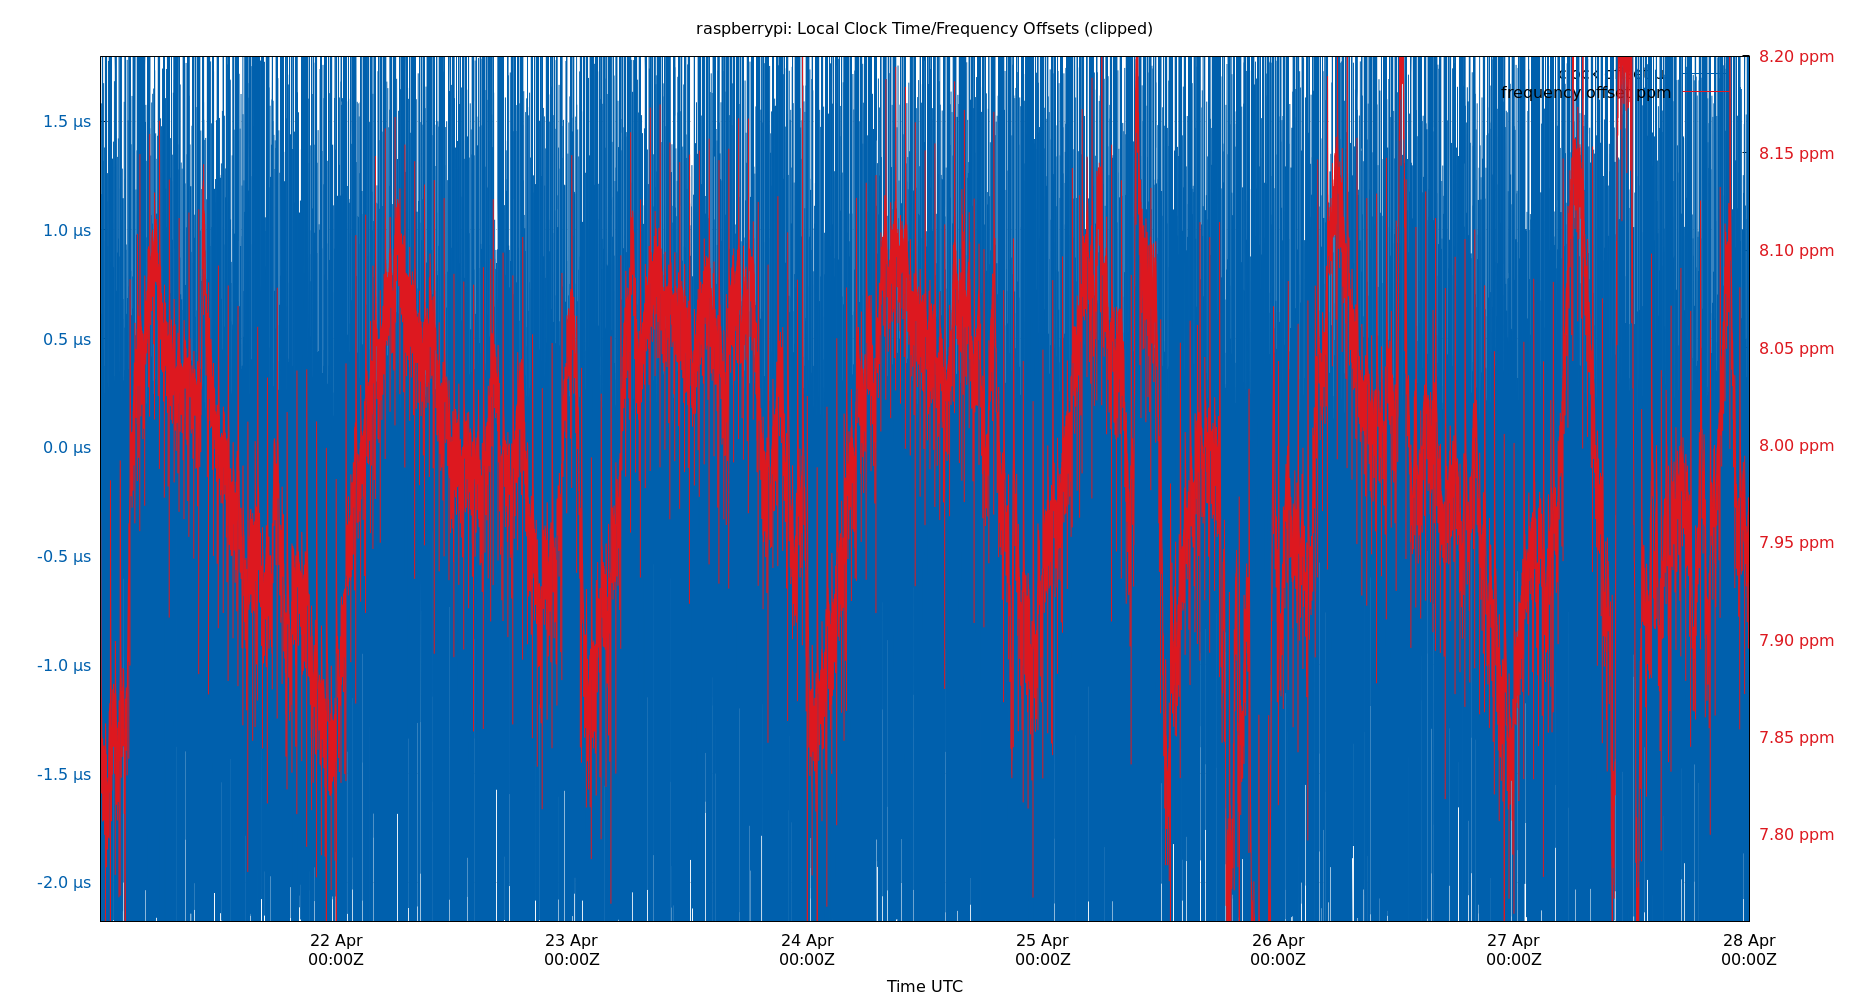 raspberrypi: Local Clock Time/Frequency Offsets (clipped)
8.20 ppm
frequency offset ppm
1.5 µs
8.15 ppm
1.0 µs
8.10 ppm
0.5 µs
8.05 ppm
0.0 µs
8.00 ppm
-0.5 µs
7.95 ppm
-1.0 µs
7.90 ppm
-1.5 µs
7.85 ppm
-2.0 µs
7.80 ppm
22 Apr 23 Apr 24 Apr 25 Apr 26 Apr 27 Apr 28 Apr
00:00Z 00:00Z 00:00Z 00:00Z 00:00Z 00:00Z 00:00Z
Time UTC